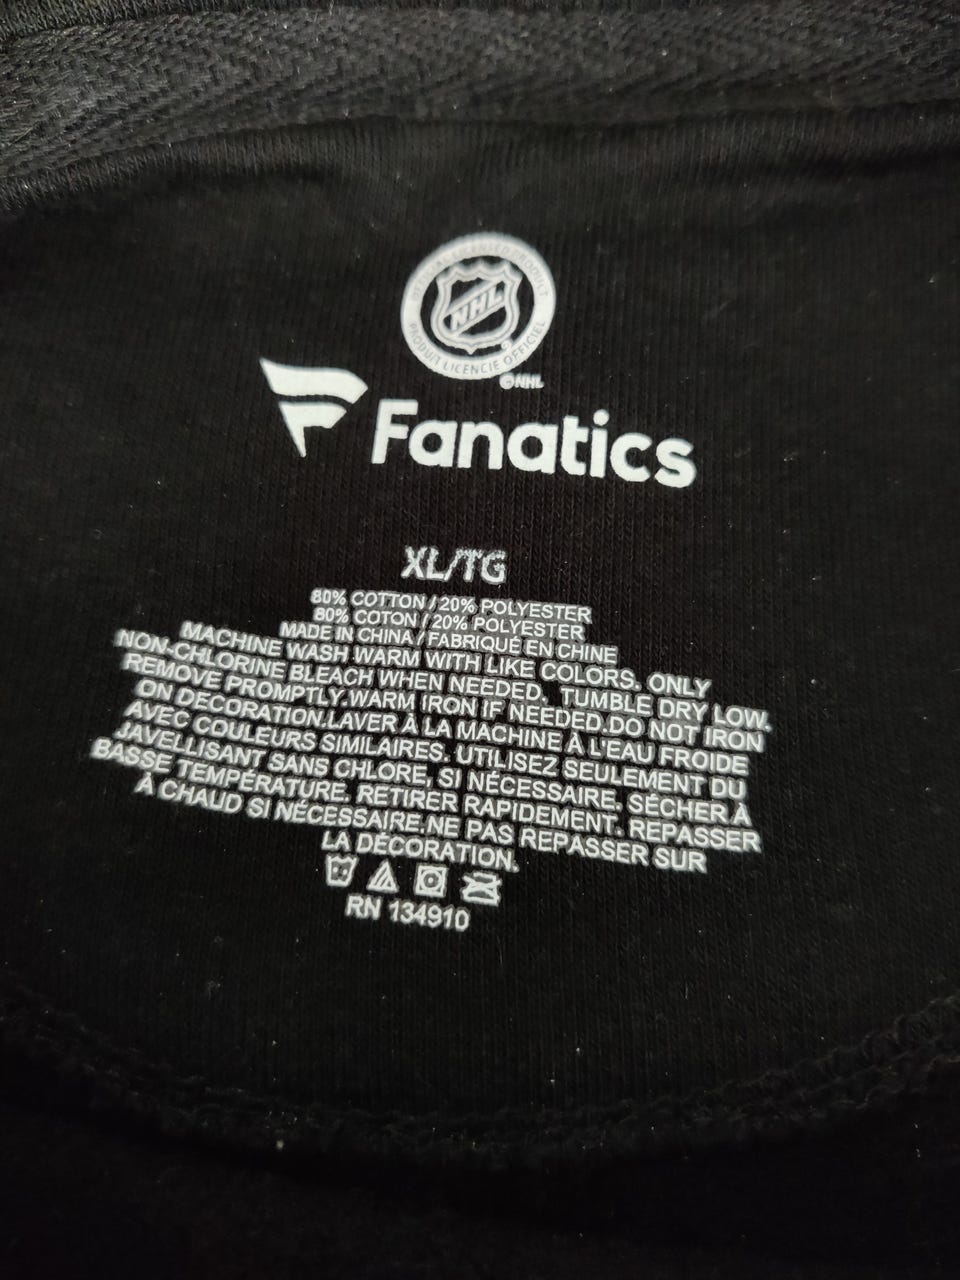 OFFICIAL LICENSED PRODUCT
NHL
PRODUIT LICENCIÉ OFFICIEL
©NHL
Fanatics
XL/TG
80% COTTON / 20% POLYESTER
80% COTON / 20% POLYESTER
MADE IN CHINA / FABRIQUÉ EN CHINE
MACHINE WASH WARM WITH LIKE COLORS. ONLY
NON-CHLORINE BLEACH WHEN NEEDED. TUMBLE DRY LOW.
REMOVE PROMPTLY.WARM IRON IF NEEDED.DO NOT IRON
ON DECORATION.LAVER À LA MACHINE À L'EAU FROIDE
AVEC COULEURS SIMILAIRES. UTILISEZ SEULEMENT DU
JAVELLISANT SANS CHLORE, SI NÉCESSAIRE. SÉCHER À
BASSE TEMPÉRATURE. RETIRER RAPIDEMENT. REPASSER
À CHAUD SI NÉCESSAIRE.NE PAS REPASSER SUR
LA DÉCORATION.
RN 134910